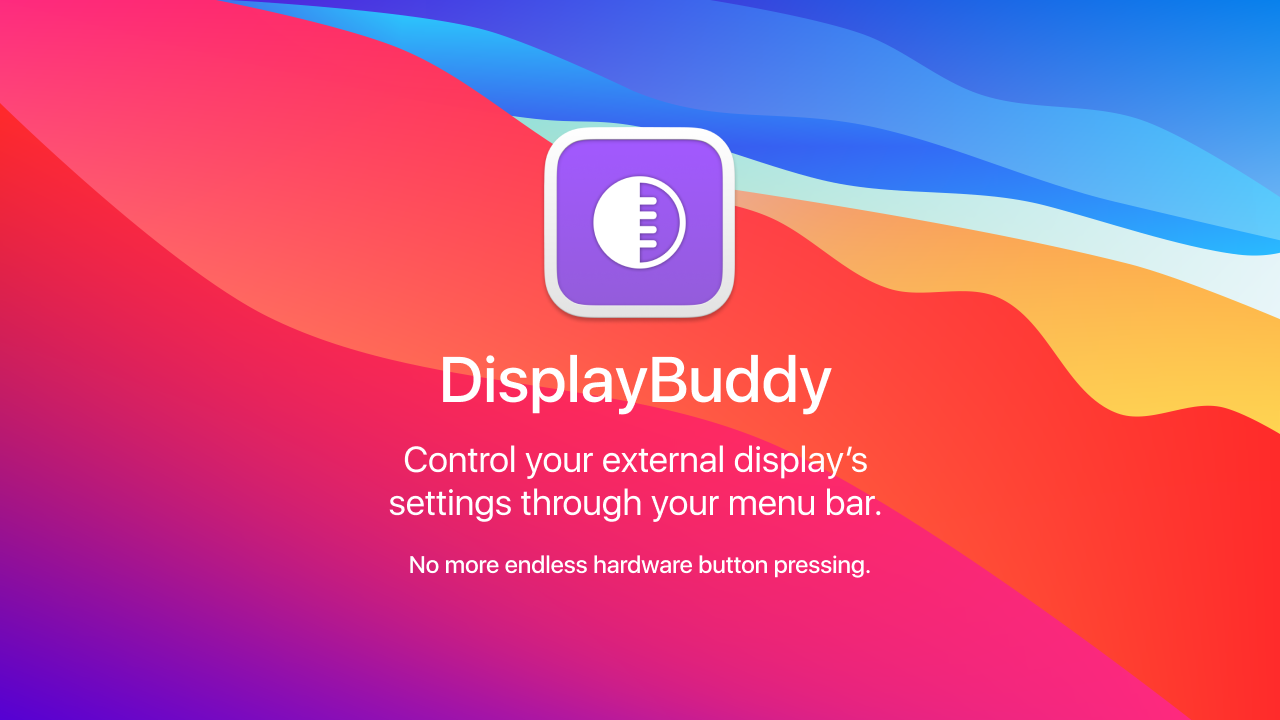 DisplayBuddy
Control your external display’s
settings through your menu bar.
No more endless hardware button pressing.